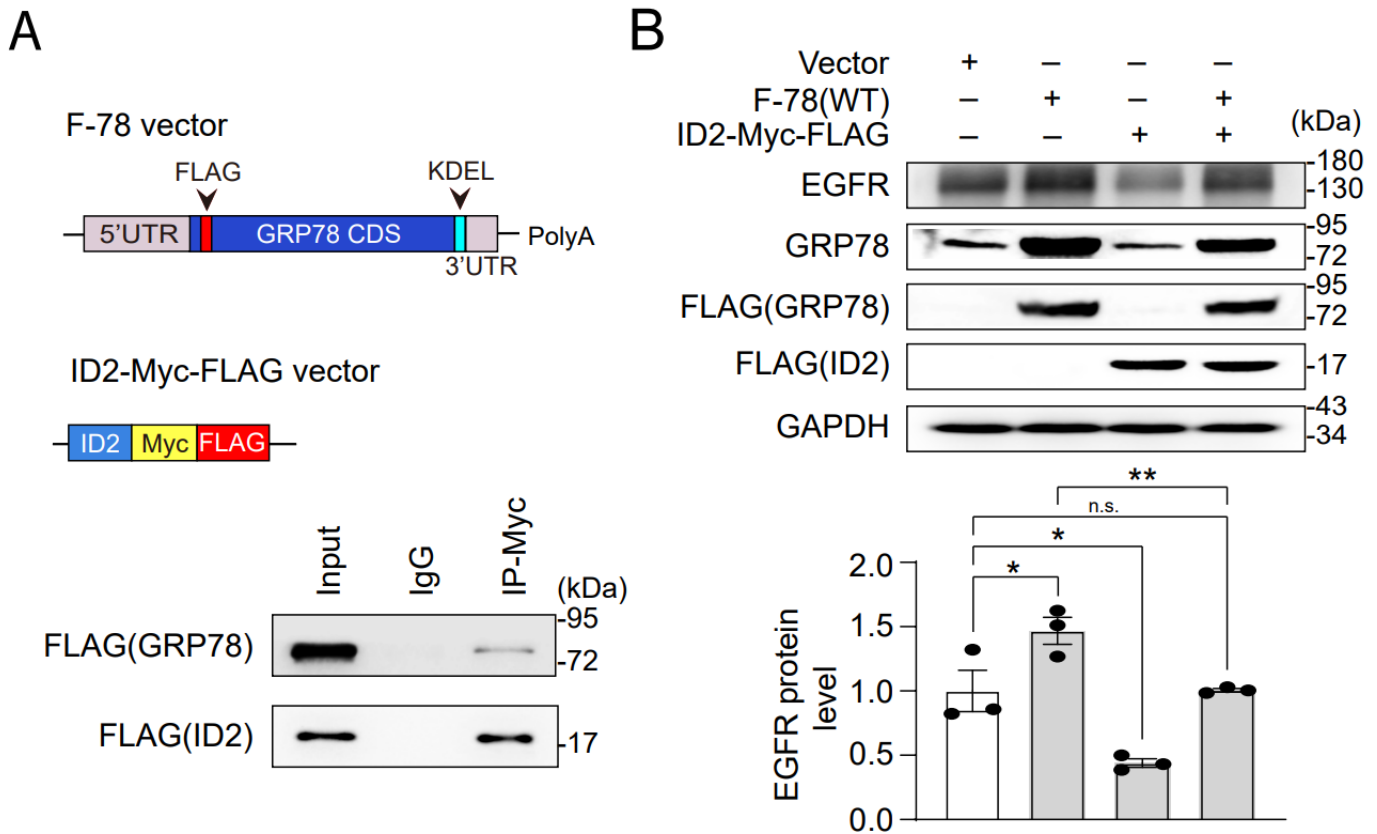 A
F-78 vector
FLAG
KDEL
5'UTR
GRP78 CDS
PolyA
3'UTR
ID2-Myc-FLAG vector
ID2
Myc
FLAG
Input
IgG
IP-Myc
(kDa)
FLAG(GRP78)
-95
-72
FLAG(ID2)
-17
B
Vector + – – –
F-78(WT) – + – +
ID2-Myc-FLAG – – + +
(kDa)
EGFR
-180
-130
GRP78
-95
-72
FLAG(GRP78)
-95
-72
FLAG(ID2)
-17
GAPDH
-43
-34
**
n.s.
*
*
EGFR protein
level
2.0
1.5
1.0
0.5
0.0